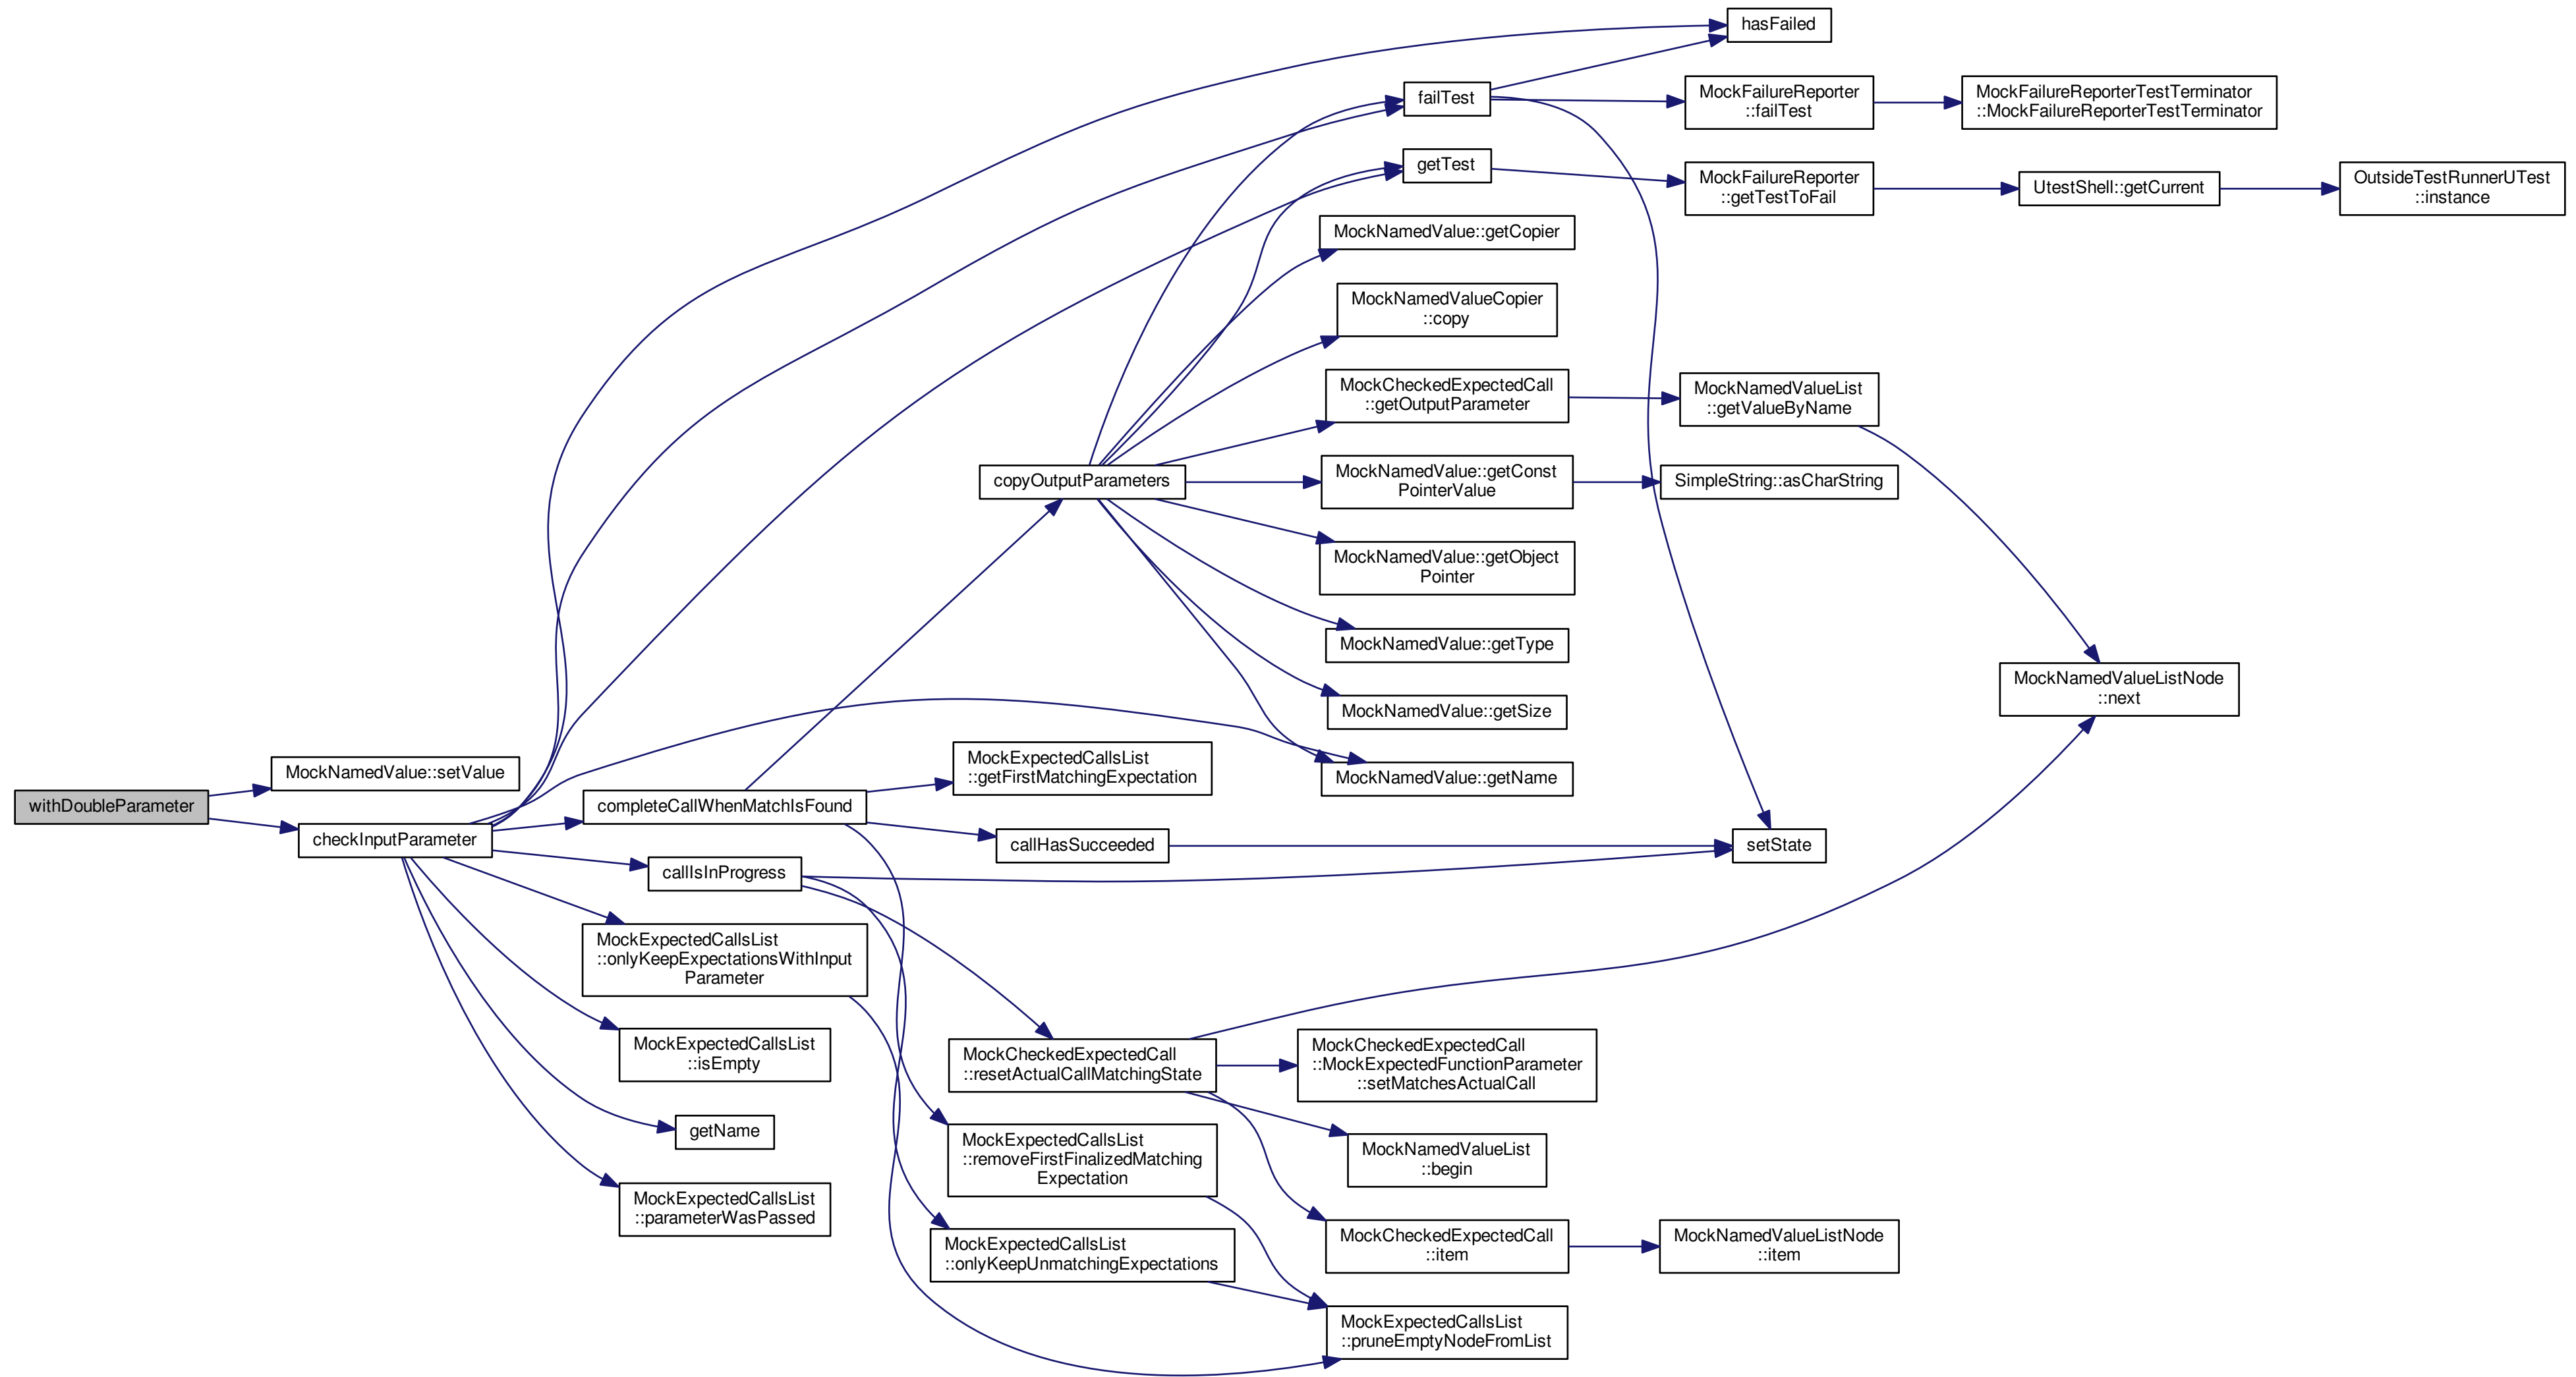 hasFailed
failTest
MockFailureReporter
::failTest
MockFailureReporterTestTerminator
::MockFailureReporterTestTerminator
getTest
MockFailureReporter
::getTestToFail
UtestShell::getCurrent
OutsideTestRunnerUTest
::instance
MockNamedValue::getCopier
MockNamedValueCopier
::copy
MockCheckedExpectedCall
::getOutputParameter
MockNamedValueList
::getValueByName
copyOutputParameters
MockNamedValue::getConst
PointerValue
SimpleString::asCharString
MockNamedValue::getObject
Pointer
MockNamedValue::getType
MockNamedValue::getSize
MockNamedValueListNode
::next
MockNamedValue::getName
MockNamedValue::setValue
withDoubleParameter
checkInputParameter
completeCallWhenMatchIsFound
MockExpectedCallsList
::getFirstMatchingExpectation
callHasSucceeded
setState
callIsInProgress
MockExpectedCallsList
::onlyKeepExpectationsWithInput
Parameter
MockExpectedCallsList
::isEmpty
getName
MockExpectedCallsList
::parameterWasPassed
MockCheckedExpectedCall
::resetActualCallMatchingState
MockCheckedExpectedCall
::MockExpectedFunctionParameter
::setMatchesActualCall
MockExpectedCallsList
::removeFirstFinalizedMatching
Expectation
MockNamedValueList
::begin
MockExpectedCallsList
::onlyKeepUnmatchingExpectations
MockCheckedExpectedCall
::item
MockNamedValueListNode
::item
MockExpectedCallsList
::pruneEmptyNodeFromList